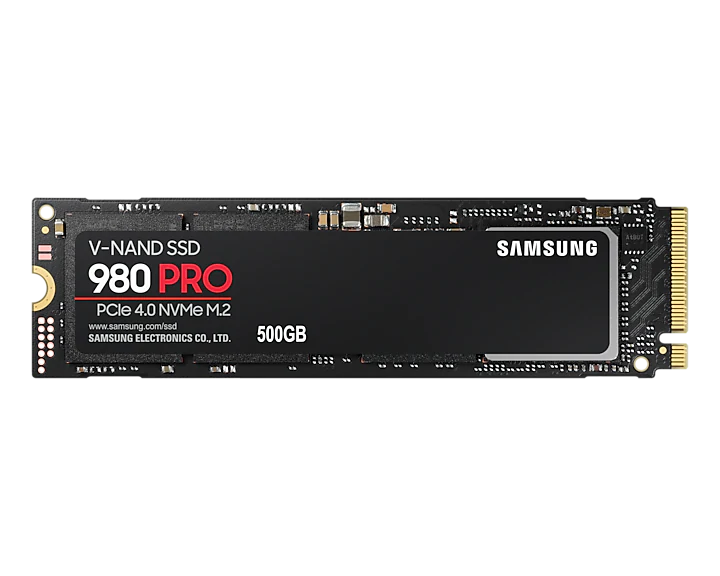 V-NAND SSD
980 PRO
PCIe 4.0 NVMe M.2
www.samsung.com/ssd
SAMSUNG ELECTRONICS CO., LTD.
500GB
SAMSUNG